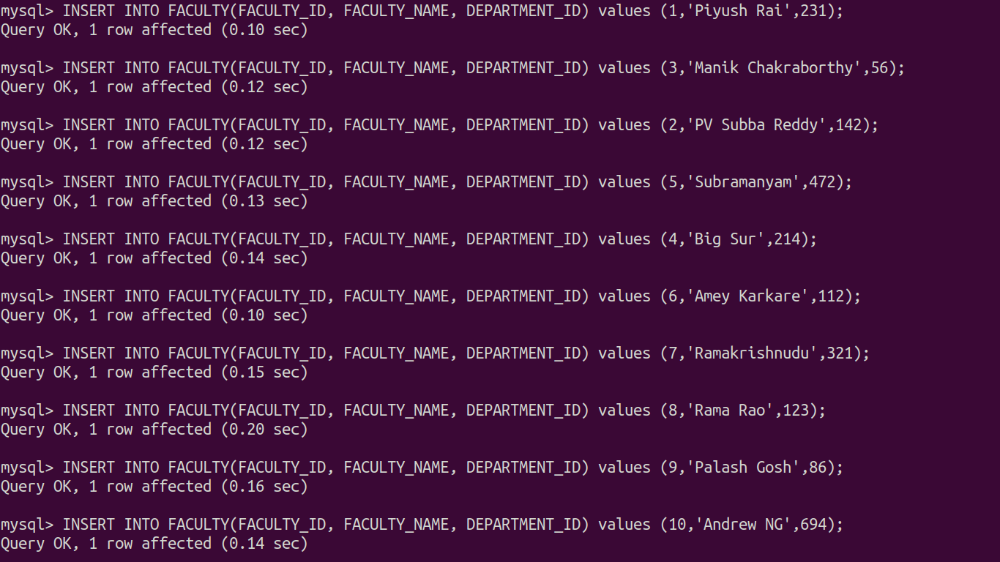 mysql> INSERT INTO FACULTY(FACULTY_ID, FACULTY_NAME, DEPARTMENT_ID) values (1,'Piyush Rai',231);
Query OK, 1 row affected (0.10 sec)
mysql> INSERT INTO FACULTY(FACULTY_ID, FACULTY_NAME, DEPARTMENT_ID) values (3,'Manik Chakraborthy',56);
Query OK, 1 row affected (0.12 sec)
mysql> INSERT INTO FACULTY(FACULTY_ID, FACULTY_NAME, DEPARTMENT_ID) values (2,'PV Subba Reddy',142);
Query OK, 1 row affected (0.12 sec)
mysql> INSERT INTO FACULTY(FACULTY_ID, FACULTY_NAME, DEPARTMENT_ID) values (5,'Subramanyam',472);
Query OK, 1 row affected (0.13 sec)
mysql> INSERT INTO FACULTY(FACULTY_ID, FACULTY_NAME, DEPARTMENT_ID) values (4,'Big Sur',214);
Query OK, 1 row affected (0.14 sec)
mysql> INSERT INTO FACULTY(FACULTY_ID, FACULTY_NAME, DEPARTMENT_ID) values (6,'Amey Karkare',112);
Query OK, 1 row affected (0.10 sec)
mysql> INSERT INTO FACULTY(FACULTY_ID, FACULTY_NAME, DEPARTMENT_ID) values (7,'Ramakrishnudu',321);
Query OK, 1 row affected (0.15 sec)
mysql> INSERT INTO FACULTY(FACULTY_ID, FACULTY_NAME, DEPARTMENT_ID) values (8,'Rama Rao',123);
Query OK, 1 row affected (0.20 sec)
mysql> INSERT INTO FACULTY(FACULTY_ID, FACULTY_NAME, DEPARTMENT_ID) values (9,'Palash Gosh',86);
Query OK, 1 row affected (0.16 sec)
mysql> INSERT INTO FACULTY(FACULTY_ID, FACULTY_NAME, DEPARTMENT_ID) values (10,'Andrew NG',694);
Query OK, 1 row affected (0.14 sec)